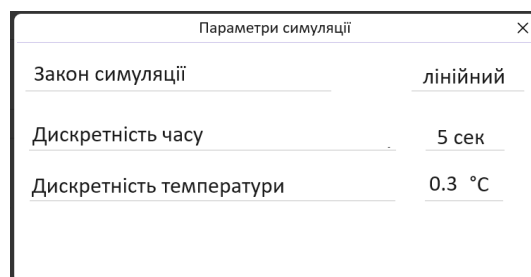 Параметри симуляції
Закон симуляції лінійний
Дискретність часу 5 сек
Дискретність температури 0.3 °C